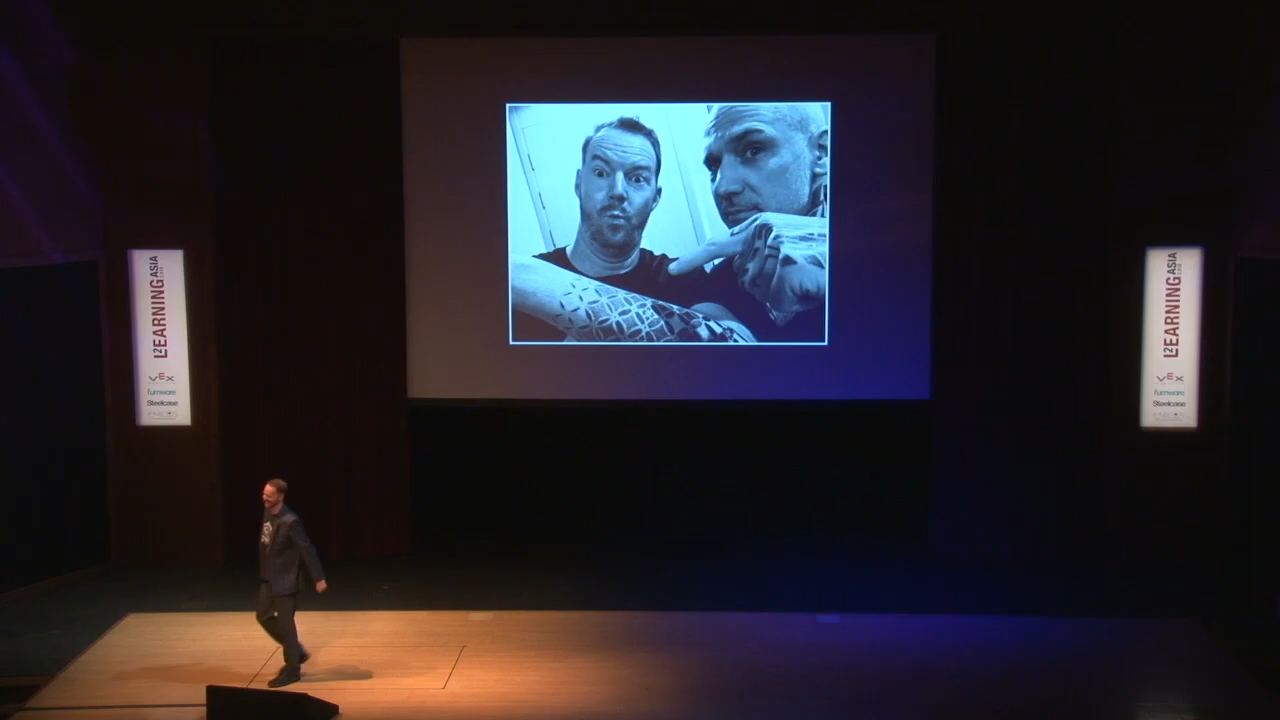 L2EARNING ASIA
VEX
Furnware
Steelcase
L2EARNING ASIA
VEX
Furnware
Steelcase